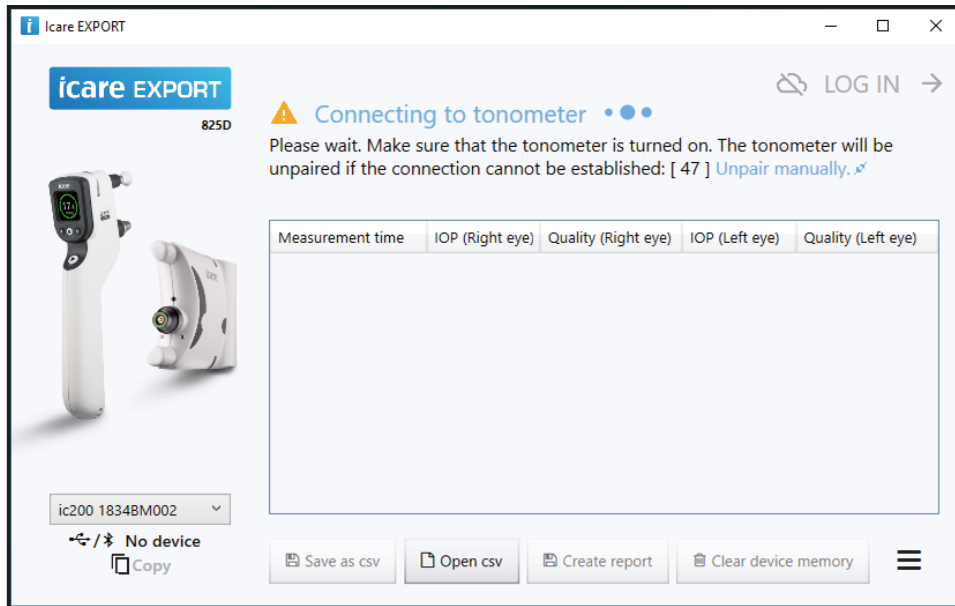 Icare EXPORT
icare EXPORT
825D
LOG IN
Connecting to tonometer
Please wait. Make sure that the tonometer is turned on. The tonometer will be
unpaired if the connection cannot be established: [ 47 ] Unpair manually.
Measurement time IOP (Right eye) Quality (Right eye) IOP (Left eye) Quality (Left eye)
ic200 1834BM002
/ No device
Copy
Save as csv Open csv Create report Clear device memory